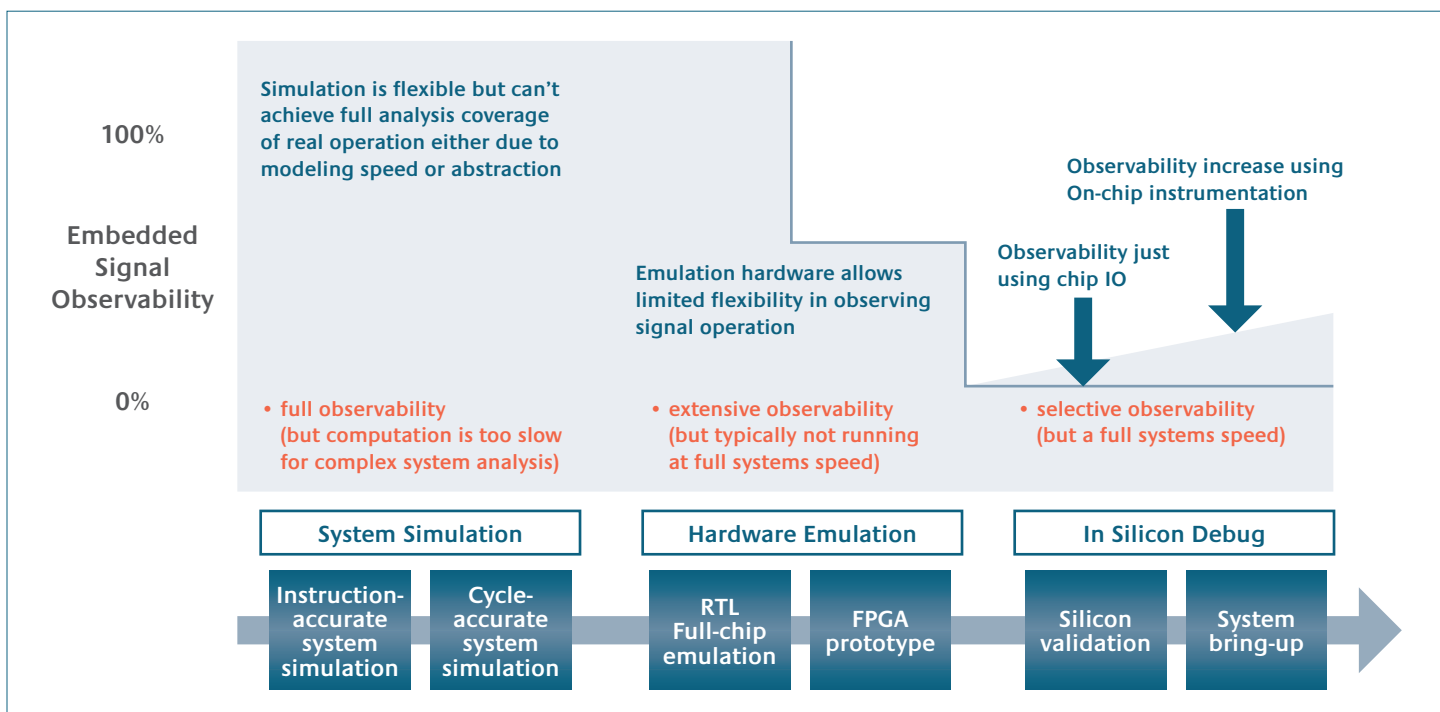 Simulation is flexible but can't
achieve full analysis coverage
of real operation either due to
modeling speed or abstraction
100%
Embedded
Signal
Observability
0%
Emulation hardware allows
limited flexibility in observing
signal operation
Observability increase using
On-chip instrumentation
Observability just
using chip IO
• full observability
(but computation is too slow
for complex system analysis)
• extensive observability
(but typically not running
at full systems speed)
• selective observability
(but a full systems speed)
System Simulation
Hardware Emulation
In Silicon Debug
Instruction-
accurate
system
simulation
Cycle-
accurate
system
simulation
RTL
Full-chip
emulation
FPGA
prototype
Silicon
validation
System
bring-up